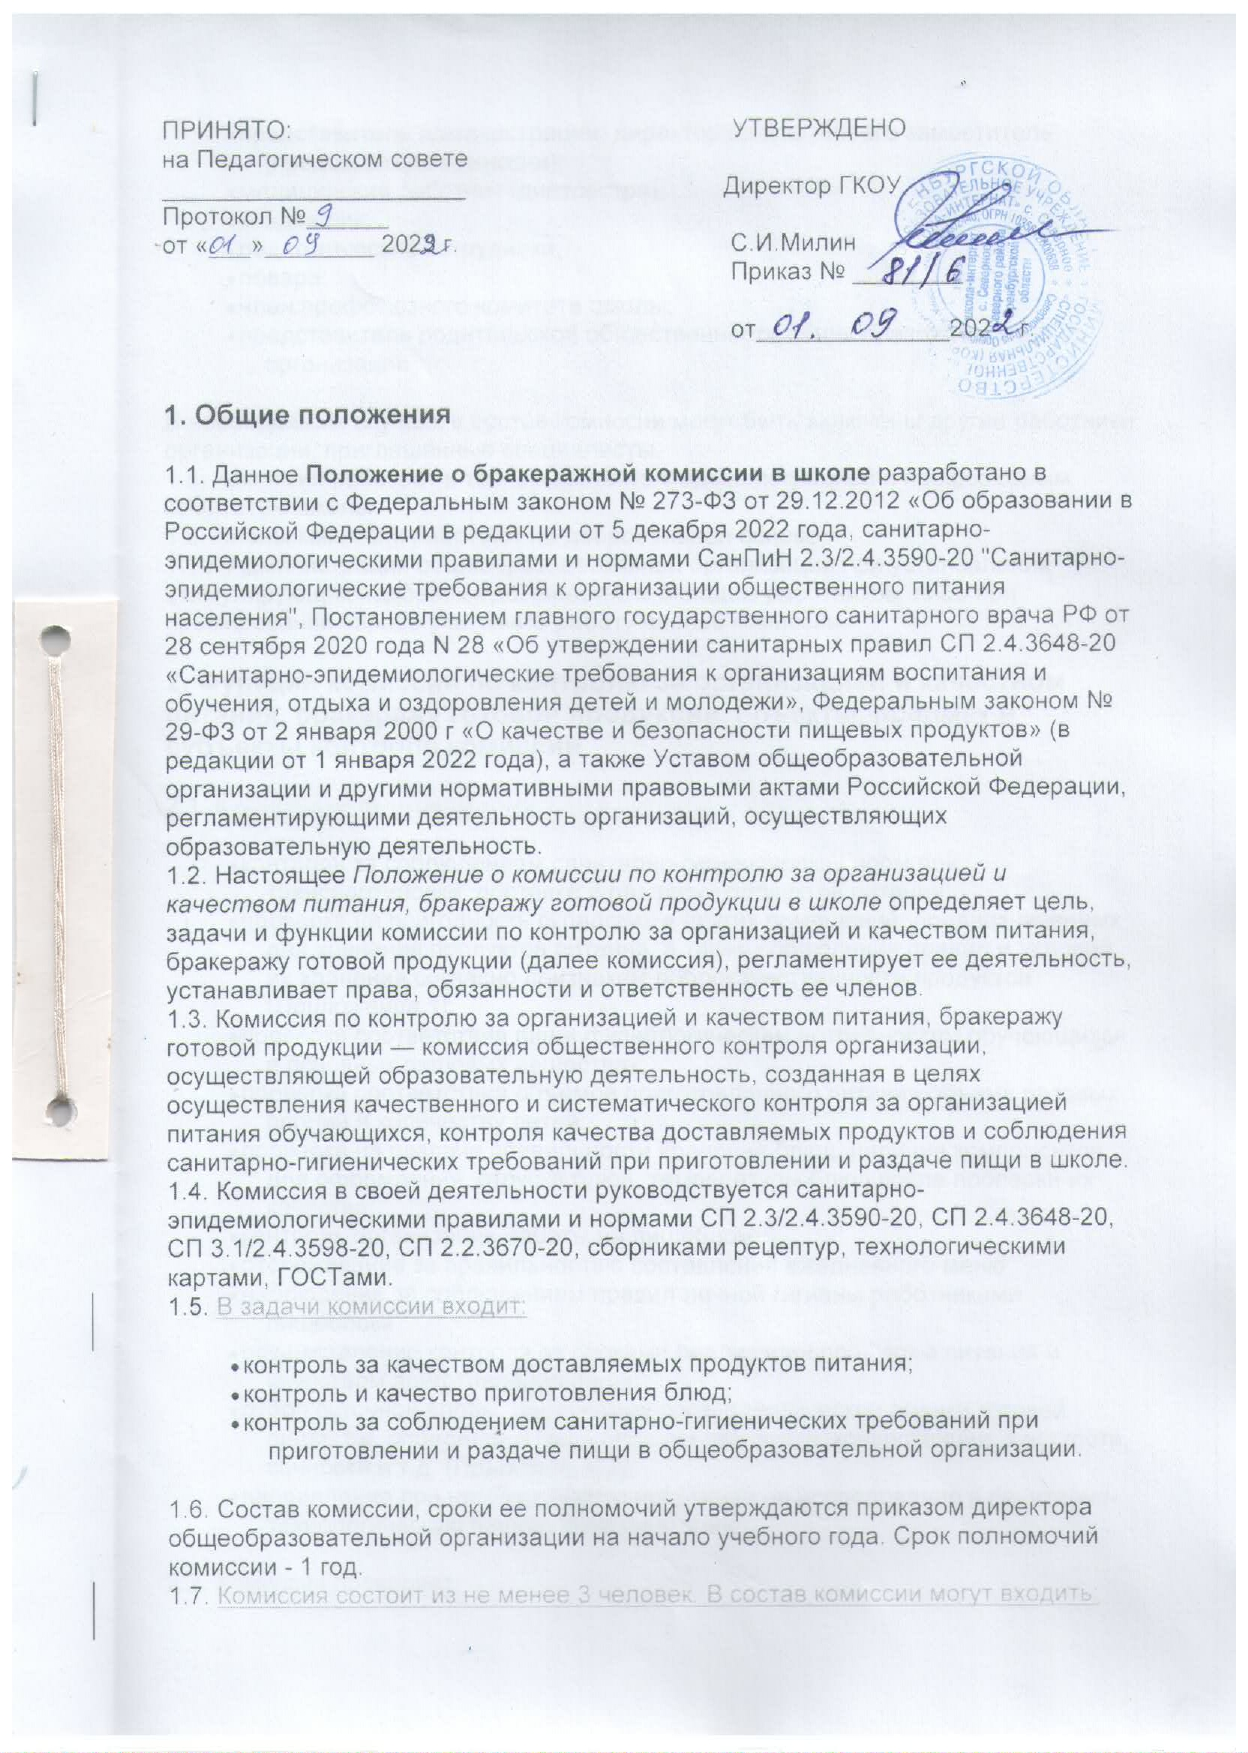 ПРИНЯТО:
на Педагогическом совете
Протокол № 9
от «01» 09 2022 г.
УТВЕРЖДЕНО
Директор ГКОУ
С.И.Милин
Приказ № 81/6
от 01. 09 2022 г.
1. Общие положения
1.1. Данное Положение о бракеражной комиссии в школе разработано в
соответствии с Федеральным законом № 273-ФЗ от 29.12.2012 «Об образовании в
Российской Федерации в редакции от 5 декабря 2022 года, санитарно-
эпидемиологическими правилами и нормами СанПиН 2.3/2.4.3590-20 "Санитарно-
эпидемиологические требования к организации общественного питания
населения", Постановлением главного государственного санитарного врача РФ от
28 сентября 2020 года N 28 «Об утверждении санитарных правил СП 2.4.3648-20
«Санитарно-эпидемиологические требования к организациям воспитания и
обучения, отдыха и оздоровления детей и молодежи», Федеральным законом №
29-ФЗ от 2 января 2000 г «О качестве и безопасности пищевых продуктов» (в
редакции от 1 января 2022 года), а также Уставом общеобразовательной
организации и другими нормативными правовыми актами Российской Федерации,
регламентирующими деятельность организаций, осуществляющих
образовательную деятельность.
1.2. Настоящее Положение о комиссии по контролю за организацией и
качеством питания, бракеражу готовой продукции в школе определяет цель,
задачи и функции комиссии по контролю за организацией и качеством питания,
бракеражу готовой продукции (далее комиссия), регламентирует ее деятельность,
устанавливает права, обязанности и ответственность ее членов.
1.3. Комиссия по контролю за организацией и качеством питания, бракеражу
готовой продукции — комиссия общественного контроля организации,
осуществляющей образовательную деятельность, созданная в целях
осуществления качественного и систематического контроля за организацией
питания обучающихся, контроля качества доставляемых продуктов и соблюдения
санитарно-гигиенических требований при приготовлении и раздаче пищи в школе.
1.4. Комиссия в своей деятельности руководствуется санитарно-
эпидемиологическими правилами и нормами СП 2.3/2.4.3590-20, СП 2.4.3648-20,
СП 3.1/2.4.3598-20, СП 2.2.3670-20, сборниками рецептур, технологическими
картами, ГОСТами.
1.5. В задачи комиссии входит:
• контроль за качеством доставляемых продуктов питания;
• контроль и качество приготовления блюд;
• контроль за соблюдением санитарно-гигиенических требований при
приготовлении и раздаче пищи в общеобразовательной организации.
1.6. Состав комиссии, сроки ее полномочий утверждаются приказом директора
общеобразовательной организации на начало учебного года. Срок полномочий
комиссии - 1 год.
1.7. Комиссия состоит из не менее 3 человек. В состав комиссии могут входить: